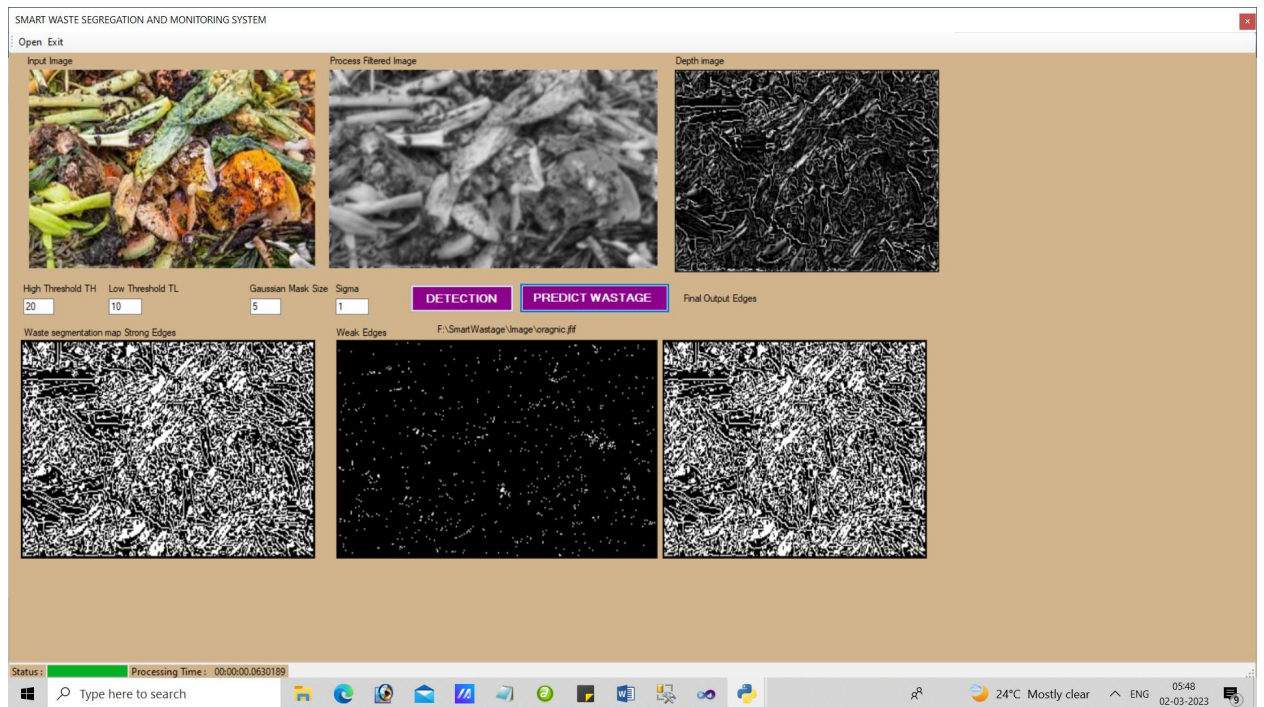 SMART WASTE SEGREGATION AND MONITORING SYSTEM
Open Exit
Input Image
Process Filtered Image
Depth image
High Threshold TH Low Threshold TL Gaussian Mask Size Sigma
20 10 5 1
DETECTION
PREDICT WASTAGE
Final Output Edges
Waste segmentation map Strong Edges
Weak Edges
F:\SmartWastage\Image\oragnic.jfif
Status : Processing Time : 00:00:00.0630189
Type here to search
24°C Mostly clear
ENG
05:48
02-03-2023
9